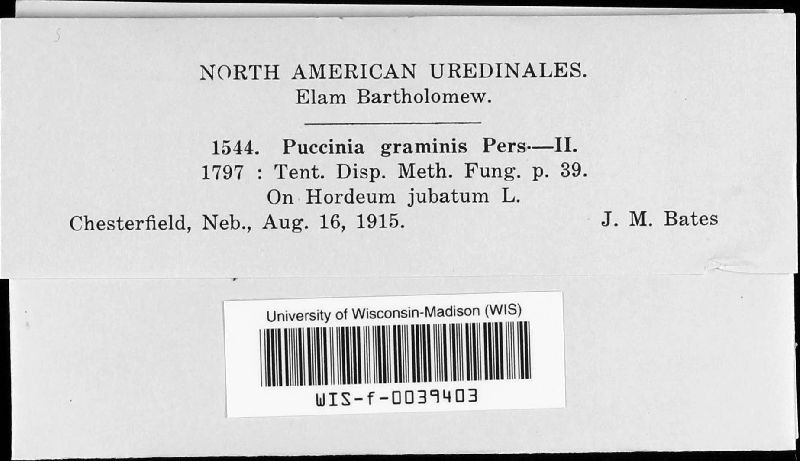 NORTH AMERICAN UREDINALES.
Elam Bartholomew.
1544. Puccinia graminis Pers.—II.
1797 : Tent. Disp. Meth. Fung. p. 39.
On Hordeum jubatum L.
Chesterfield, Neb., Aug. 16, 1915. J. M. Bates
University of Wisconsin-Madison (WIS)
WIS-f-0039403